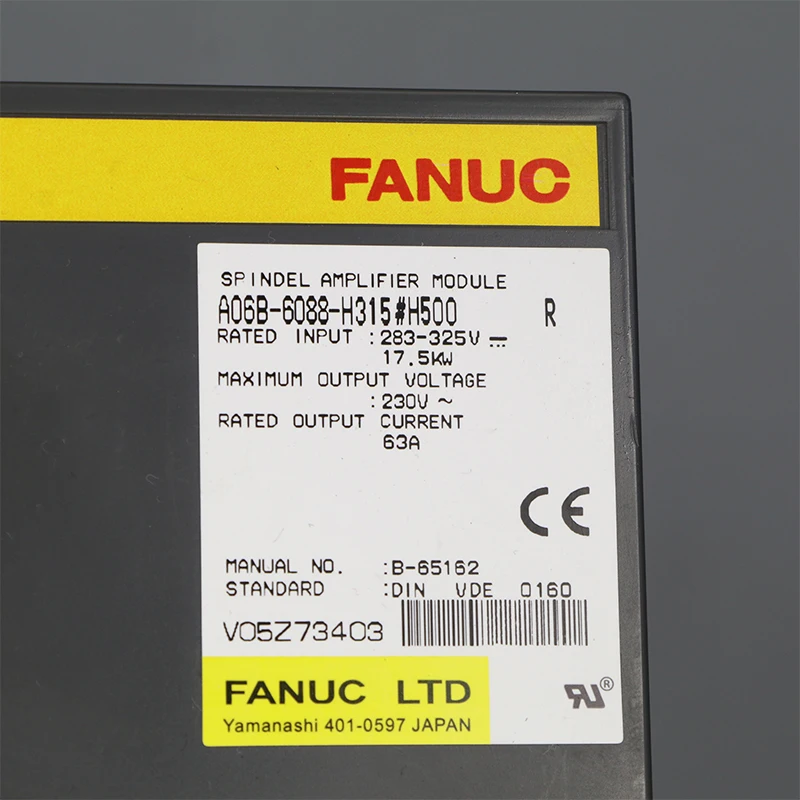 FANUC
SPINDEL AMPLIFIER MODULE
A06B-6088-H315#H500 R
RATED INPUT :283-325V ⎓
17.5KW
MAXIMUM OUTPUT VOLTAGE
:230V ~
RATED OUTPUT CURRENT
63A
CE
MANUAL NO. :B-65162
STANDARD :DIN VDE 0160
V05Z73403
FANUC LTD
Yamanashi 401-0597 JAPAN
RU®